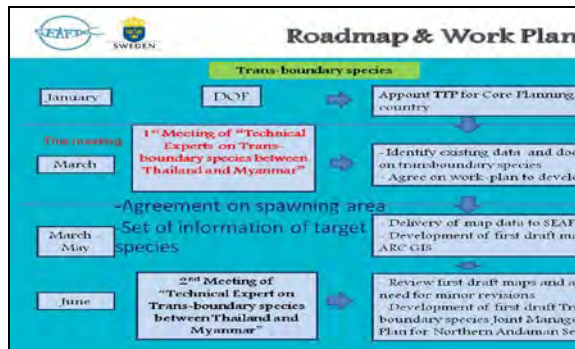 SEAFDEC
SWEDEN
Roadmap & Work Plan
Trans-boundary species
January
DOF
Appoint TFP for Core Planning
country
This meeting
March
1st Meeting of "Technical
Experts on Trans-
boundary species between
Thailand and Myanmar"
- Identify existing data and doc
on transboundary species
- Agree on work-plan to develo
-Agreement on spawning area
-Set of information of target
species
March
May
- Delivery of map data to SEAF
- Development of first draft ma
ARC GIS
June
2nd Meeting of
"Technical Expert on
Trans-boundary species
between Thailand and
Myanmar"
- Review first draft maps and a
need for minor revisions
- Development of first draft Tr
boundary species Joint Manage
Plan for Northern Andaman Se